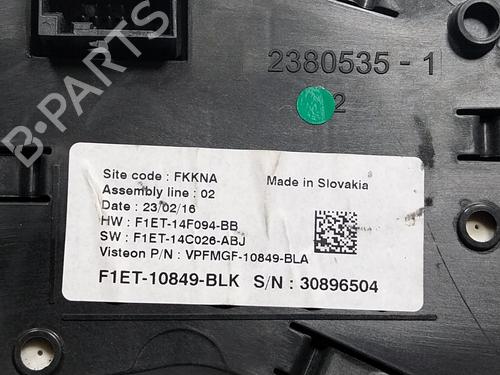 B-PARTS
2380535 - 1
2
Site code : FKKNA
Made in Slovakia
Assembly line : 02
Date : 23/02/16
HW : F1ET-14F094-BB
SW : F1ET-14C026-ABJ
Visteon P/N : VPFMGF-10849-BLA
F1ET-10849-BLK S/N : 30896504